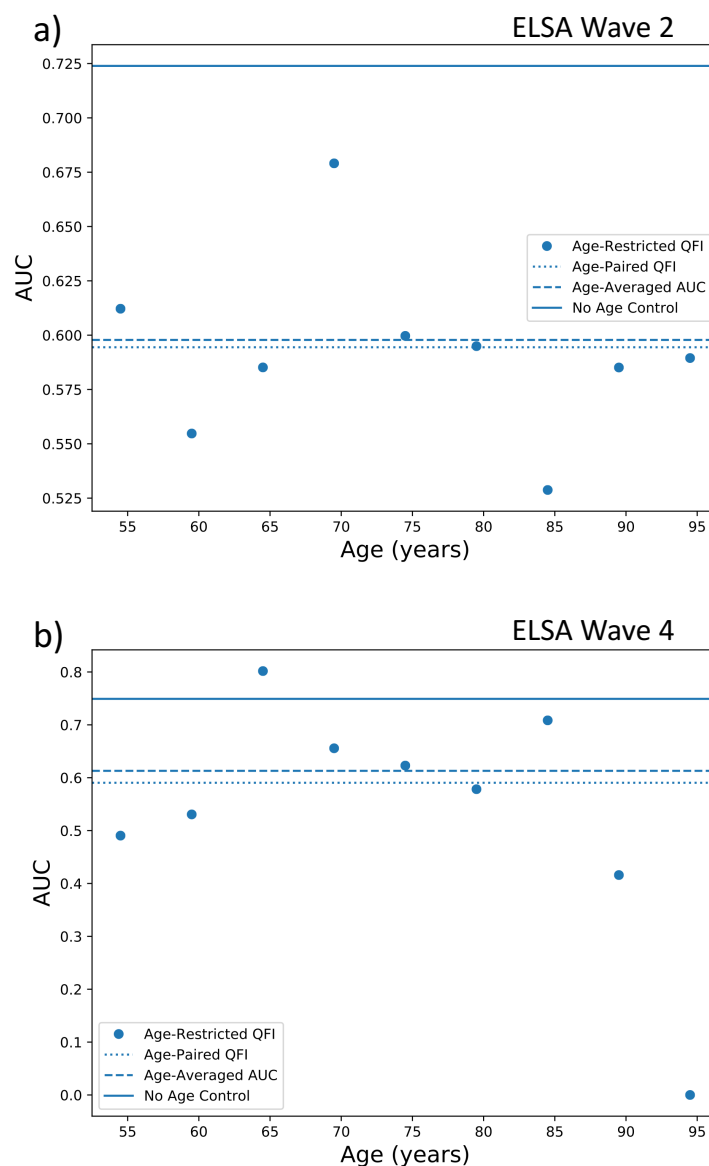 a) ELSA Wave 2
0.725
0.700
0.675
0.650
0.625
0.600
0.575
0.550
0.525
AUC
Age-Restricted QFI
Age-Paired QFI
Age-Averaged AUC
No Age Control
55 60 65 70 75 80 85 90 95
Age (years)
b) ELSA Wave 4
0.8
0.7
0.6
0.5
0.4
0.3
0.2
0.1
0.0
AUC
Age-Restricted QFI
Age-Paired QFI
Age-Averaged AUC
No Age Control
55 60 65 70 75 80 85 90 95
Age (years)